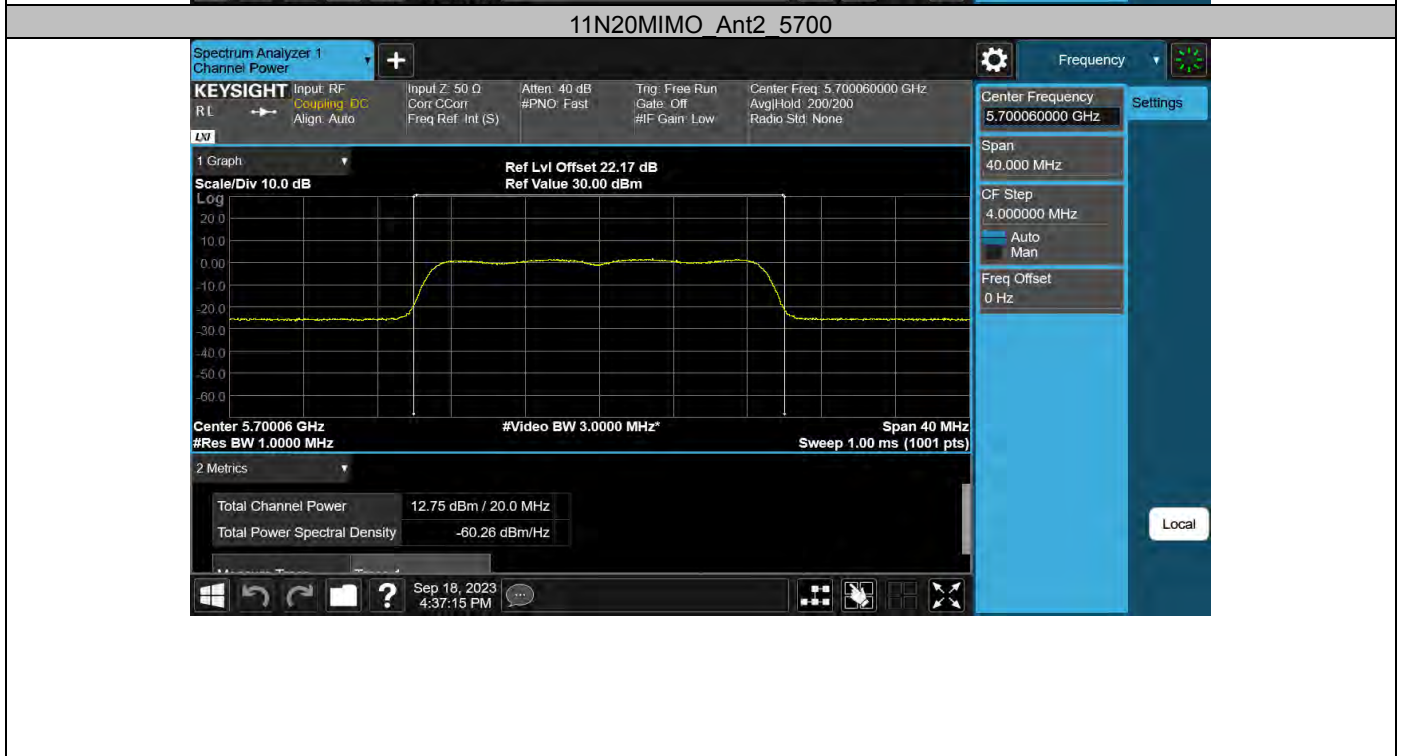 11N20MIMO_Ant2_5700
Spectrum Analyzer 1
Channel Power
+
Frequency
KEYSIGHT
RL
LXI
Input: RF
Coupling: DC
Align: Auto
Input Z: 50 Ω
Corr CCorr
Freq Ref: Int (S)
Atten: 40 dB
#PNO: Fast
Trig: Free Run
Gate: Off
#IF Gain: Low
Center Freq: 5.700060000 GHz
Avg|Hold: 200/200
Radio Std: None
Center Frequency
5.700060000 GHz
Settings
Span
40.000 MHz
CF Step
4.000000 MHz
Auto
Man
Freq Offset
0 Hz
1 Graph
Scale/Div 10.0 dB
Ref Lvl Offset 22.17 dB
Ref Value 30.00 dBm
Log
20.0
10.0
0.00
-10.0
-20.0
-30.0
-40.0
-50.0
-60.0
Center 5.70006 GHz
#Res BW 1.0000 MHz
#Video BW 3.0000 MHz*
Span 40 MHz
Sweep 1.00 ms (1001 pts)
2 Metrics
Total Channel Power 12.75 dBm / 20.0 MHz
Total Power Spectral Density -60.26 dBm/Hz
Local
?
Sep 18, 2023
4:37:15 PM